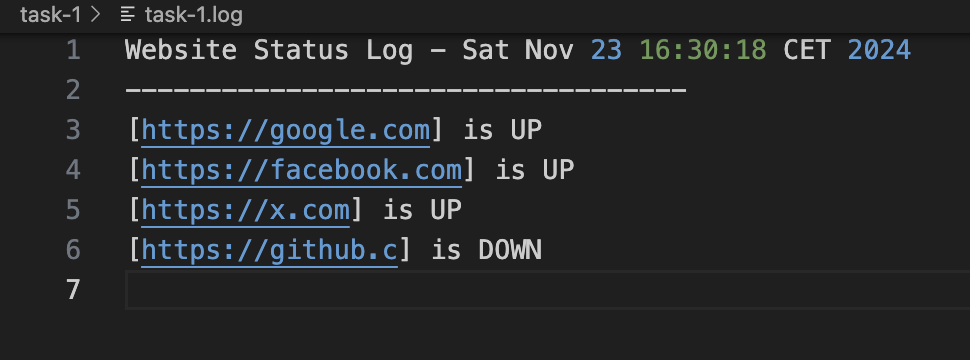 task-1 > task-1.log
1 Website Status Log - Sat Nov 23 16:30:18 CET 2024
2 -----------------------------------
3 [https://google.com] is UP
4 [https://facebook.com] is UP
5 [https://x.com] is UP
6 [https://github.c] is DOWN
7